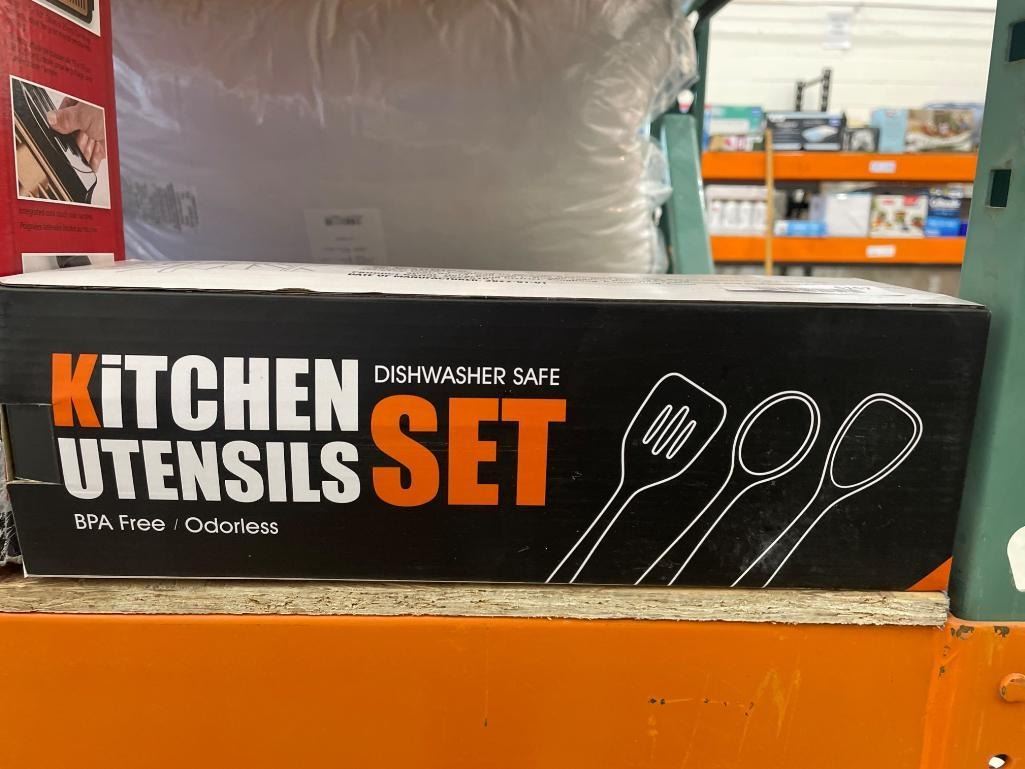 KiTCHEN
UTENSILS
DISHWASHER SAFE
SET
BPA Free / Odorless